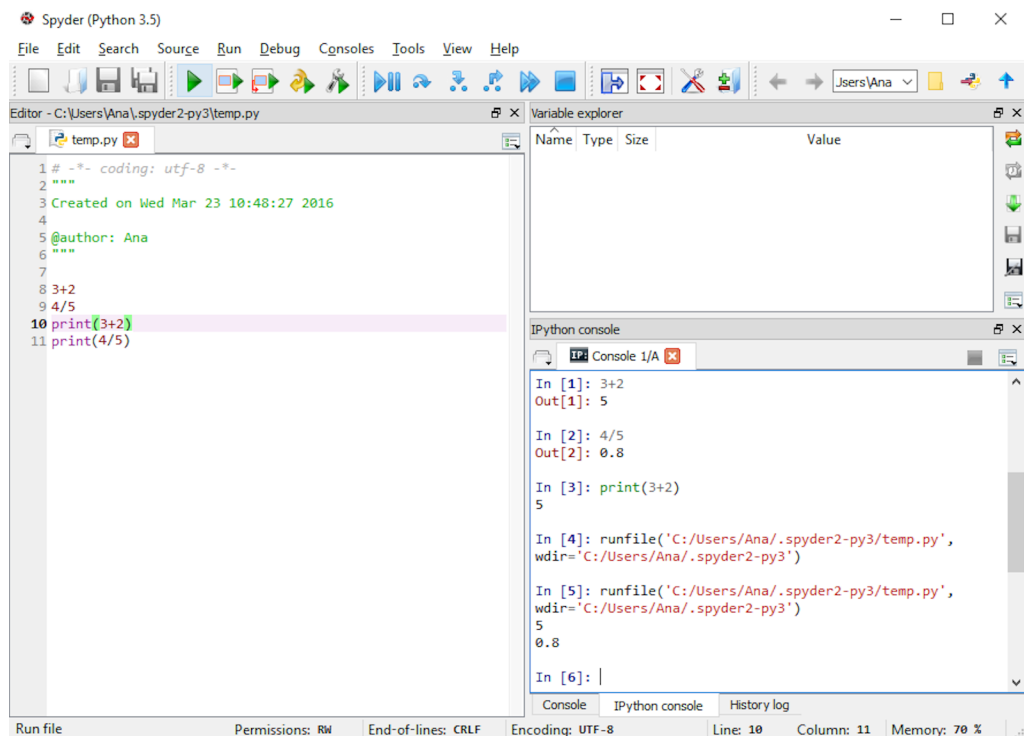 Spyder (Python 3.5)
File Edit Search Source Run Debug Consoles Tools View Help
Jsers\Ana
Editor - C:\Users\Ana\.spyder2-py3\temp.py
temp.py
1 # -*- coding: utf-8 -*-
2 """
3 Created on Wed Mar 23 10:48:27 2016
4
5 @author: Ana
6 """
7
8 3+2
9 4/5
10 print(3+2)
11 print(4/5)
Variable explorer
Name Type Size Value
IPython console
IP: Console 1/A
In [1]: 3+2
Out[1]: 5
In [2]: 4/5
Out[2]: 0.8
In [3]: print(3+2)
5
In [4]: runfile('C:/Users/Ana/.spyder2-py3/temp.py',
wdir='C:/Users/Ana/.spyder2-py3')
In [5]: runfile('C:/Users/Ana/.spyder2-py3/temp.py',
wdir='C:/Users/Ana/.spyder2-py3')
5
0.8
In [6]:
Console IPython console History log
Run file Permissions: RW End-of-lines: CRLF Encoding: UTF-8 Line: 10 Column: 11 Memory: 70 %